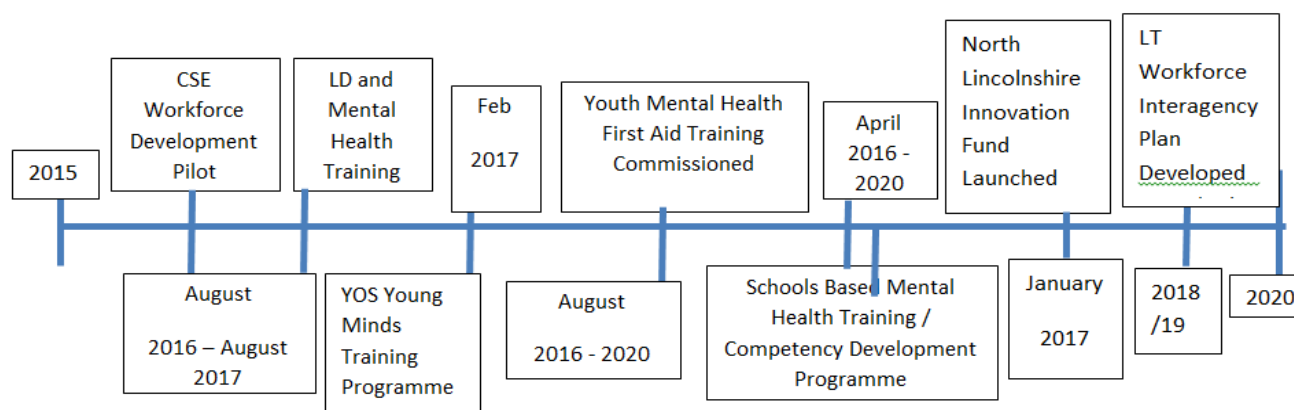 2015
CSE
Workforce
Development
Pilot
LD and
Mental
Health
Training
Feb
2017
Youth Mental Health
First Aid Training
Commissioned
April
2016 -
2020
North
Lincolnshire
Innovation
Fund
Launched
LT
Workforce
Interagency
Plan
Developed
August
2016 – August
2017
YOS Young
Minds
Training
Programme
August
2016 - 2020
Schools Based Mental
Health Training /
Competency Development
Programme
January
2017
2018
/19
2020